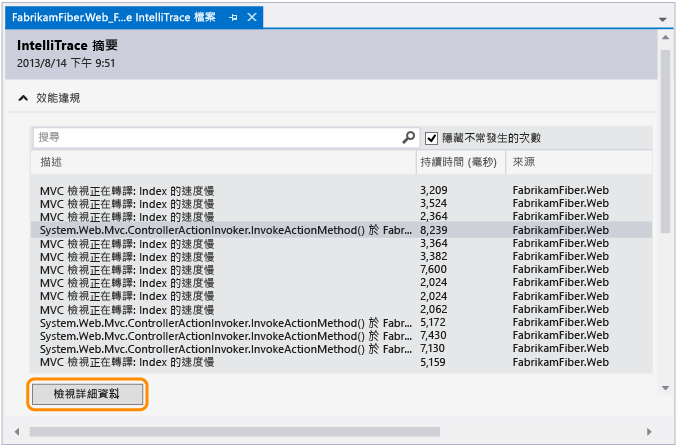 FabrikamFiber.Web_F...e IntelliTrace 檔案
IntelliTrace 摘要
2013/8/14 下午 9:51
效能違規
搜尋 隱藏不常發生的次數
描述 持續時間 (毫秒) 來源
MVC 檢視正在轉譯: Index 的速度慢 3,209 FabrikamFiber.Web
MVC 檢視正在轉譯: Index 的速度慢 3,524 FabrikamFiber.Web
MVC 檢視正在轉譯: Index 的速度慢 2,364 FabrikamFiber.Web
System.Web.Mvc.ControllerActionInvoker.InvokeActionMethod() 於 Fabr... 8,239 FabrikamFiber.Web
MVC 檢視正在轉譯: Index 的速度慢 3,364 FabrikamFiber.Web
MVC 檢視正在轉譯: Index 的速度慢 3,382 FabrikamFiber.Web
MVC 檢視正在轉譯: Index 的速度慢 7,600 FabrikamFiber.Web
MVC 檢視正在轉譯: Index 的速度慢 2,024 FabrikamFiber.Web
MVC 檢視正在轉譯: Index 的速度慢 2,024 FabrikamFiber.Web
MVC 檢視正在轉譯: Index 的速度慢 2,062 FabrikamFiber.Web
System.Web.Mvc.ControllerActionInvoker.InvokeActionMethod() 於 Fabr... 5,172 FabrikamFiber.Web
System.Web.Mvc.ControllerActionInvoker.InvokeActionMethod() 於 Fabr... 7,430 FabrikamFiber.Web
System.Web.Mvc.ControllerActionInvoker.InvokeActionMethod() 於 Fabr... 7,130 FabrikamFiber.Web
MVC 檢視正在轉譯: Index 的速度慢 5,159 FabrikamFiber.Web
檢視詳細資料